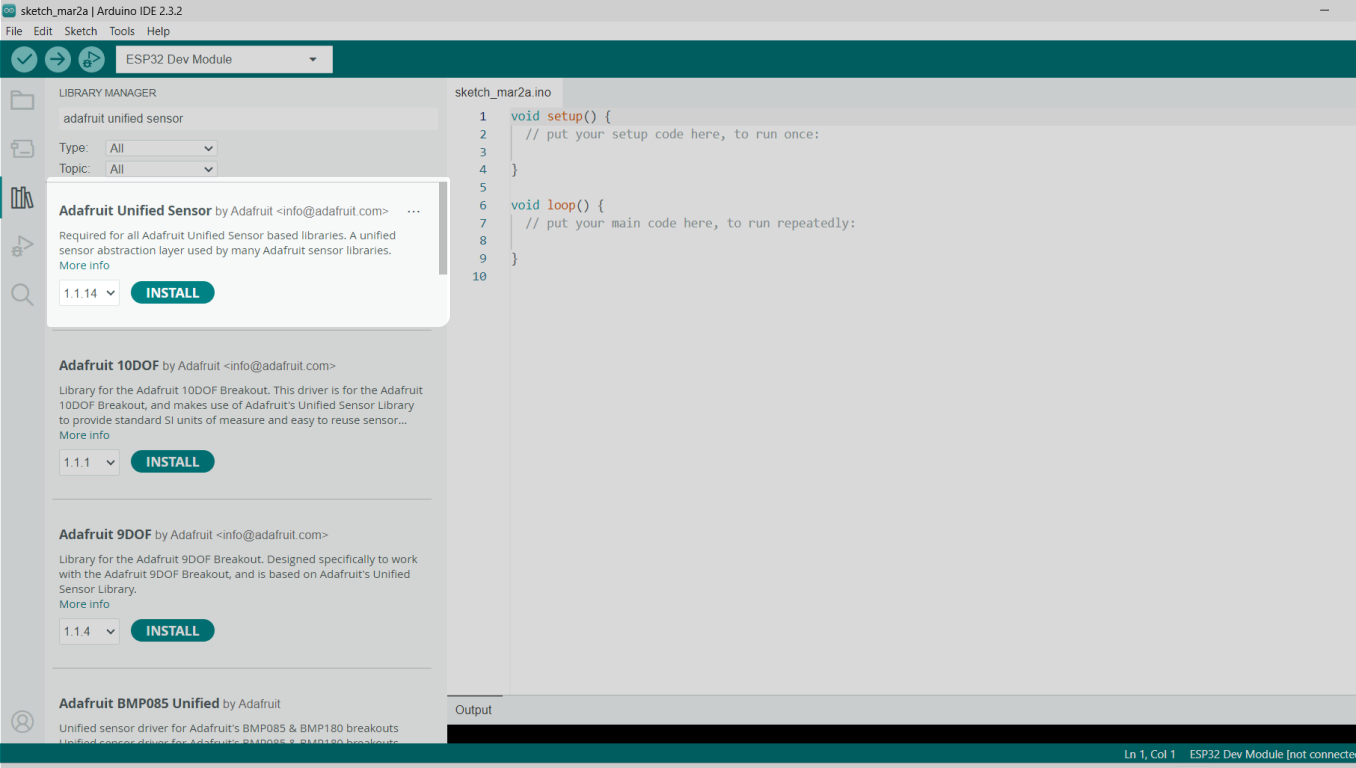 sketch_mar2a | Arduino IDE 2.3.2
File Edit Sketch Tools Help
ESP32 Dev Module
LIBRARY MANAGER
adafruit unified sensor
Type: All
Topic: All
Adafruit Unified Sensor by Adafruit <info@adafruit.com> ...
Required for all Adafruit Unified Sensor based libraries. A unified
sensor abstraction layer used by many Adafruit sensor libraries.
More info
1.1.14 INSTALL
Adafruit 10DOF by Adafruit <info@adafruit.com>
Library for the Adafruit 10DOF Breakout. This driver is for the Adafruit
10DOF Breakout, and makes use of Adafruit's Unified Sensor Library
to provide standard SI units of measure and easy to reuse sensor...
More info
1.1.1 INSTALL
Adafruit 9DOF by Adafruit <info@adafruit.com>
Library for the Adafruit 9DOF Breakout. Designed specifically to work
with the Adafruit 9DOF Breakout, and is based on Adafruit's Unified
Sensor Library.
More info
1.1.4 INSTALL
Adafruit BMP085 Unified by Adafruit
Unified sensor driver for Adafruit's BMP085 & BMP180 breakouts
Unified sensor driver for Adafruit's BMP085 & BMP180 breakouts
sketch_mar2a.ino
1 void setup() {
2 // put your setup code here, to run once:
3
4 }
5
6 void loop() {
7 // put your main code here, to run repeatedly:
8
9 }
10
Output
Ln 1, Col 1 ESP32 Dev Module [not connected